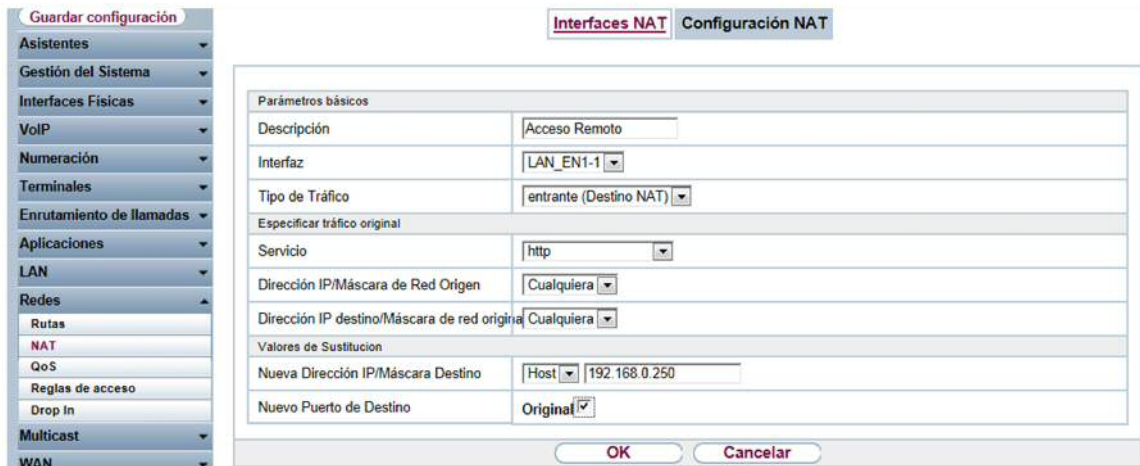 Guardar configuración
Asistentes
Gestión del Sistema
Interfaces Físicas
VoIP
Numeración
Terminales
Enrutamiento de llamadas
Aplicaciones
LAN
Redes
Rutas
NAT
QoS
Reglas de acceso
Drop In
Multicast
WAN
Interfaces NAT Configuración NAT
Parámetros básicos
Descripción Acceso Remoto
Interfaz LAN_EN1-1
Tipo de Tráfico entrante (Destino NAT)
Especificar tráfico original
Servicio http
Dirección IP/Máscara de Red Origen Cualquiera
Dirección IP destino/Máscara de red origina Cualquiera
Valores de Sustitucion
Nueva Dirección IP/Máscara Destino Host 192.168.0.250
Nuevo Puerto de Destino Original
OK Cancelar